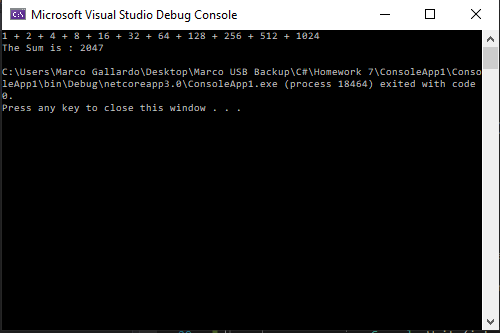 Microsoft Visual Studio Debug Console
1 + 2 + 4 + 8 + 16 + 32 + 64 + 128 + 256 + 512 + 1024
The Sum is : 2047
C:\Users\Marco Gallardo\Desktop\Marco USB Backup\C#\Homework 7\ConsoleApp1\Conso
leApp1\bin\Debug\netcoreapp3.0\ConsoleApp1.exe (process 18464) exited with code
0.
Press any key to close this window . . .